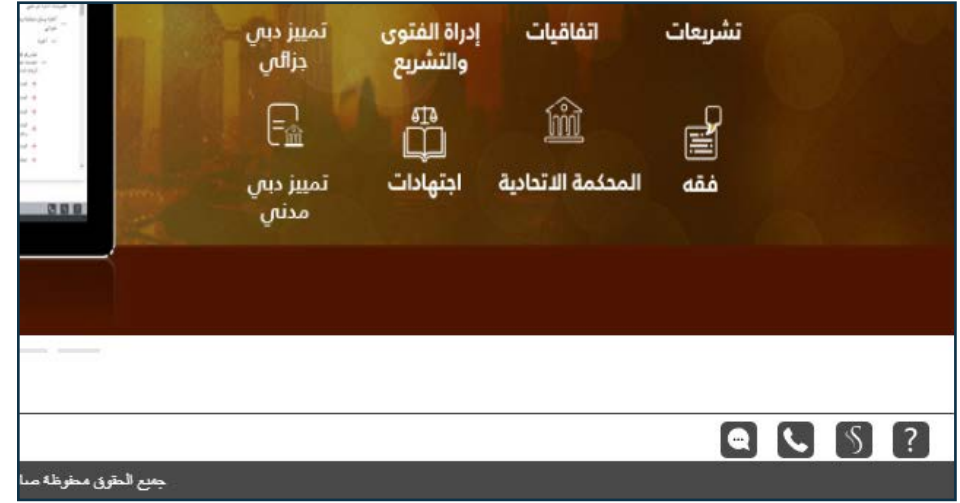 تشريعات
اتفاقيات
إدراة الفتوى
والتشريع
تمييز دبي
جزائي
فقه
المحكمة الاتحادية
اجتهادات
تمييز دبي
مدني
?
جميع الحقوق محفوظة